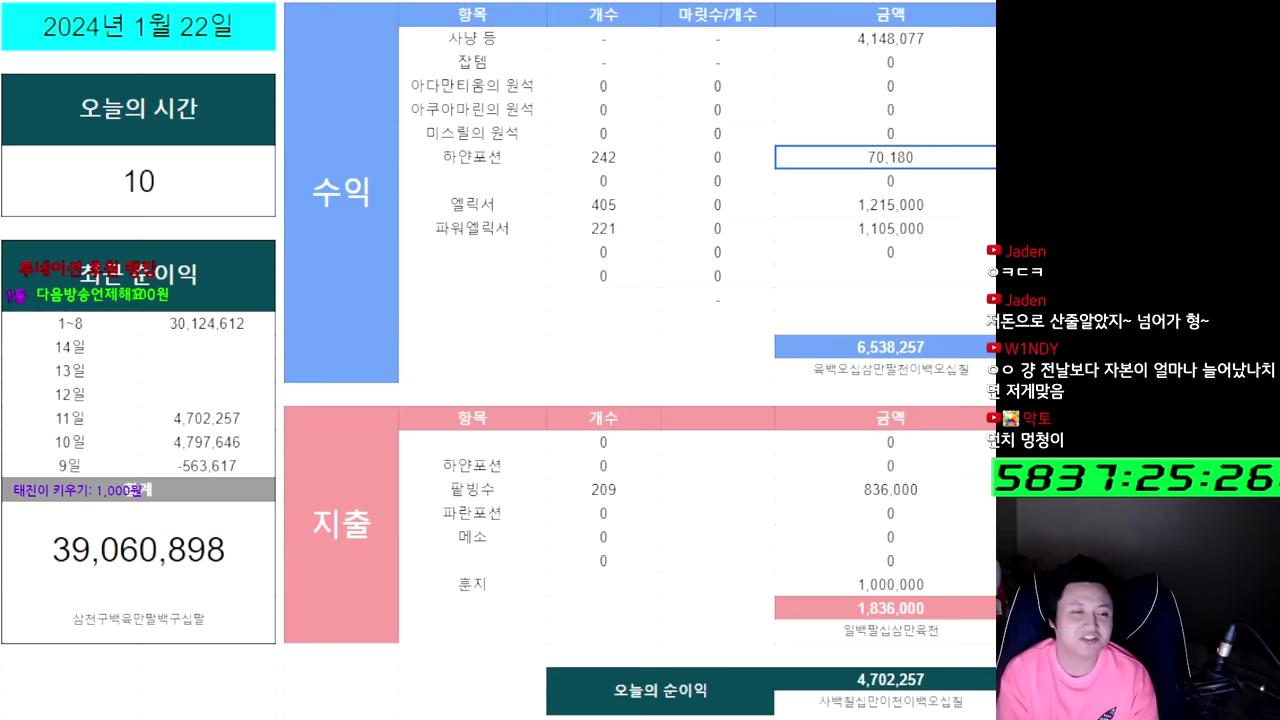 2024년 1월 22일
오늘의 시간
10
최근 순이익
투네이션 후원 랭킹
1등 다음방송언제해요
100원
1~8 30,124,612
14일
13일
12일
11일 4,702,257
10일 4,797,646
9일 -563,617
태진이 키우기: 1,000원
39,060,898
삼천구백육만팔백구십팔
수익
항목 개수 마릿수/개수 금액
사냥 등 - - 4,148,077
잡템 - - 0
아다만티움의 원석 0 0 0
아쿠아마린의 원석 0 0 0
미스릴의 원석 0 0 0
하얀포션 242 0 70,180
0 0 0
엘릭서 405 0 1,215,000
파워엘릭서 221 0 1,105,000
0 0 0
0 0
-
6,538,257
육백오십삼만팔천이백오십칠
지출
항목 개수 금액
0 0
하얀포션 0 0
팥빙수 209 836,000
파란포션 0 0
메소 0 0
0 0
훈지 1,000,000
1,836,000
일백팔십삼만육천
오늘의 순이익 4,702,257
사백칠십만이천이백오십칠
Jaden
ㅇㅋㄷㅋ
Jaden
저돈으로 산줄알았지~ 넘어가 형~
W1NDY
ㅇㅇ 걍 전날보다 자본이 얼마나 늘어났나치
면 저게맞음
악토
먼치 멍청이
5837:25:26